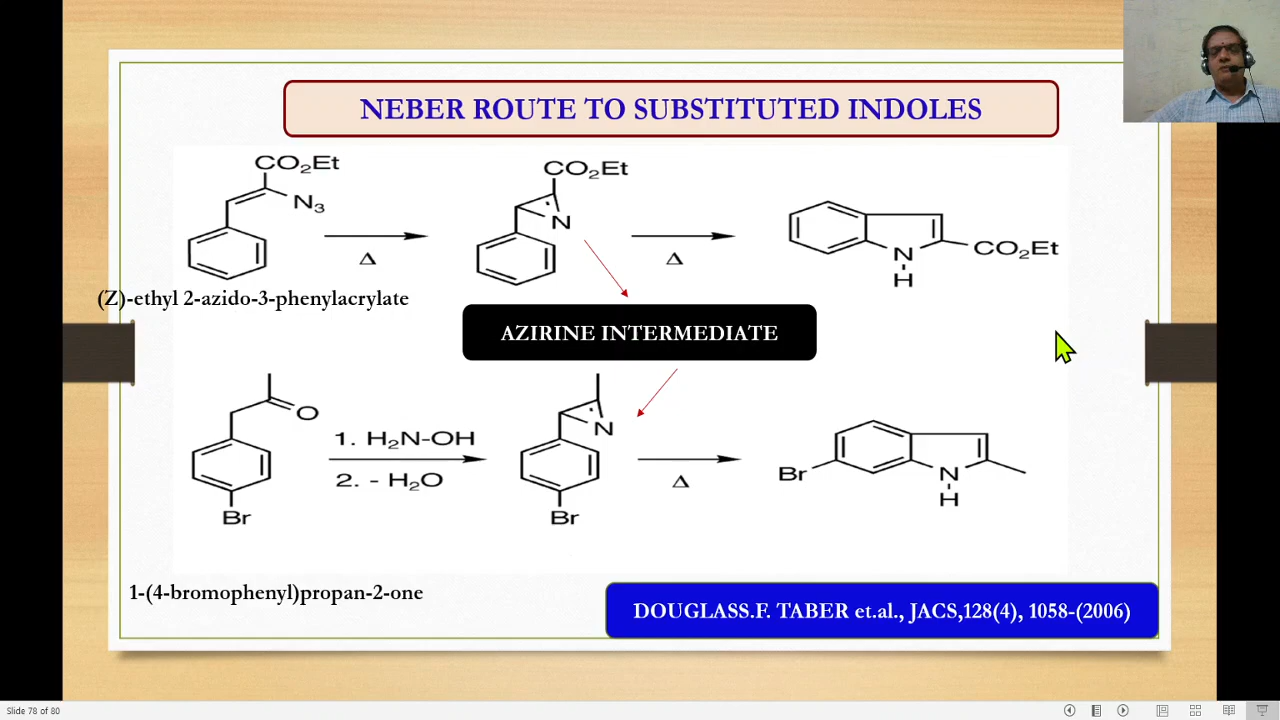 NEBER ROUTE TO SUBSTITUTED INDOLES
CO₂Et
N₃
Δ
CO₂Et
N
Δ
N
H
CO₂Et
(Z)-ethyl 2-azido-3-phenylacrylate
AZIRINE INTERMEDIATE
O
Br
1. H₂N-OH
2. - H₂O
N
Br
Δ
Br
N
H
1-(4-bromophenyl)propan-2-one
DOUGLASS.F. TABER et.al., JACS,128(4), 1058-(2006)
Slide 78 of 80